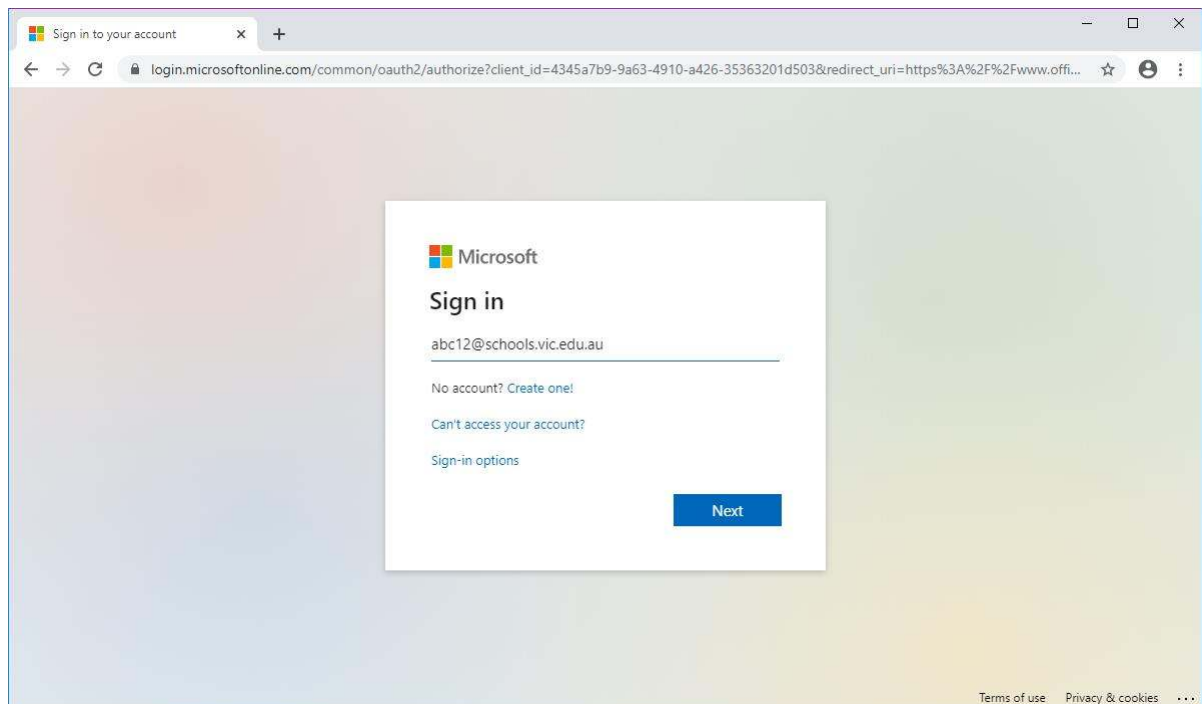 Sign in to your account
login.microsoftonline.com/common/oauth2/authorize?client_id=4345a7b9-9a63-4910-a426-35363201d503&redirect_uri=https%3A%2F%2Fwww.offi...
Microsoft
Sign in
abc12@schools.vic.edu.au
No account? Create one!
Can't access your account?
Sign-in options
Next
Terms of use Privacy & cookies ...